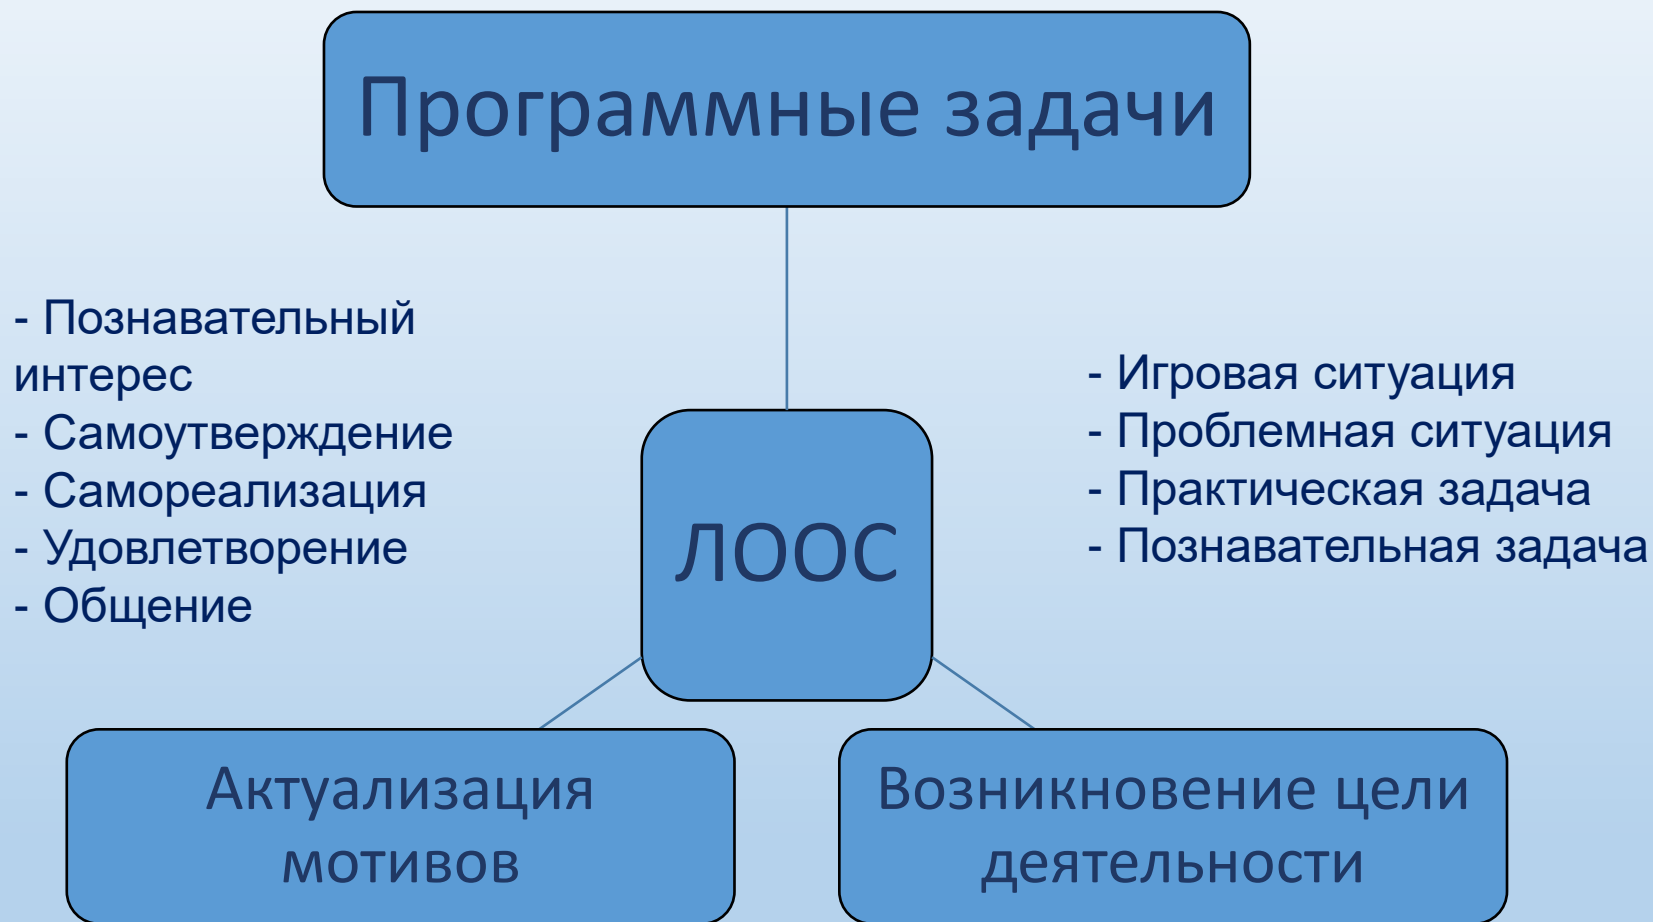 Программные задачи
- Познавательный
интерес
- Самоутверждение
- Самореализация
- Удовлетворение
- Общение
- Игровая ситуация
- Проблемная ситуация
- Практическая задача
- Познавательная задача
ЛООС
Актуализация
мотивов
Возникновение цели
деятельности